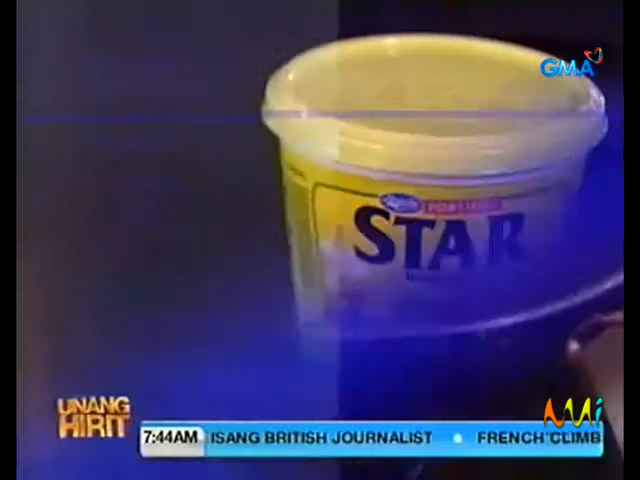 GMA
STAR
UNANG
HIRIT
7:44AM
ISANG BRITISH JOURNALIST
FRENCH CLIMB